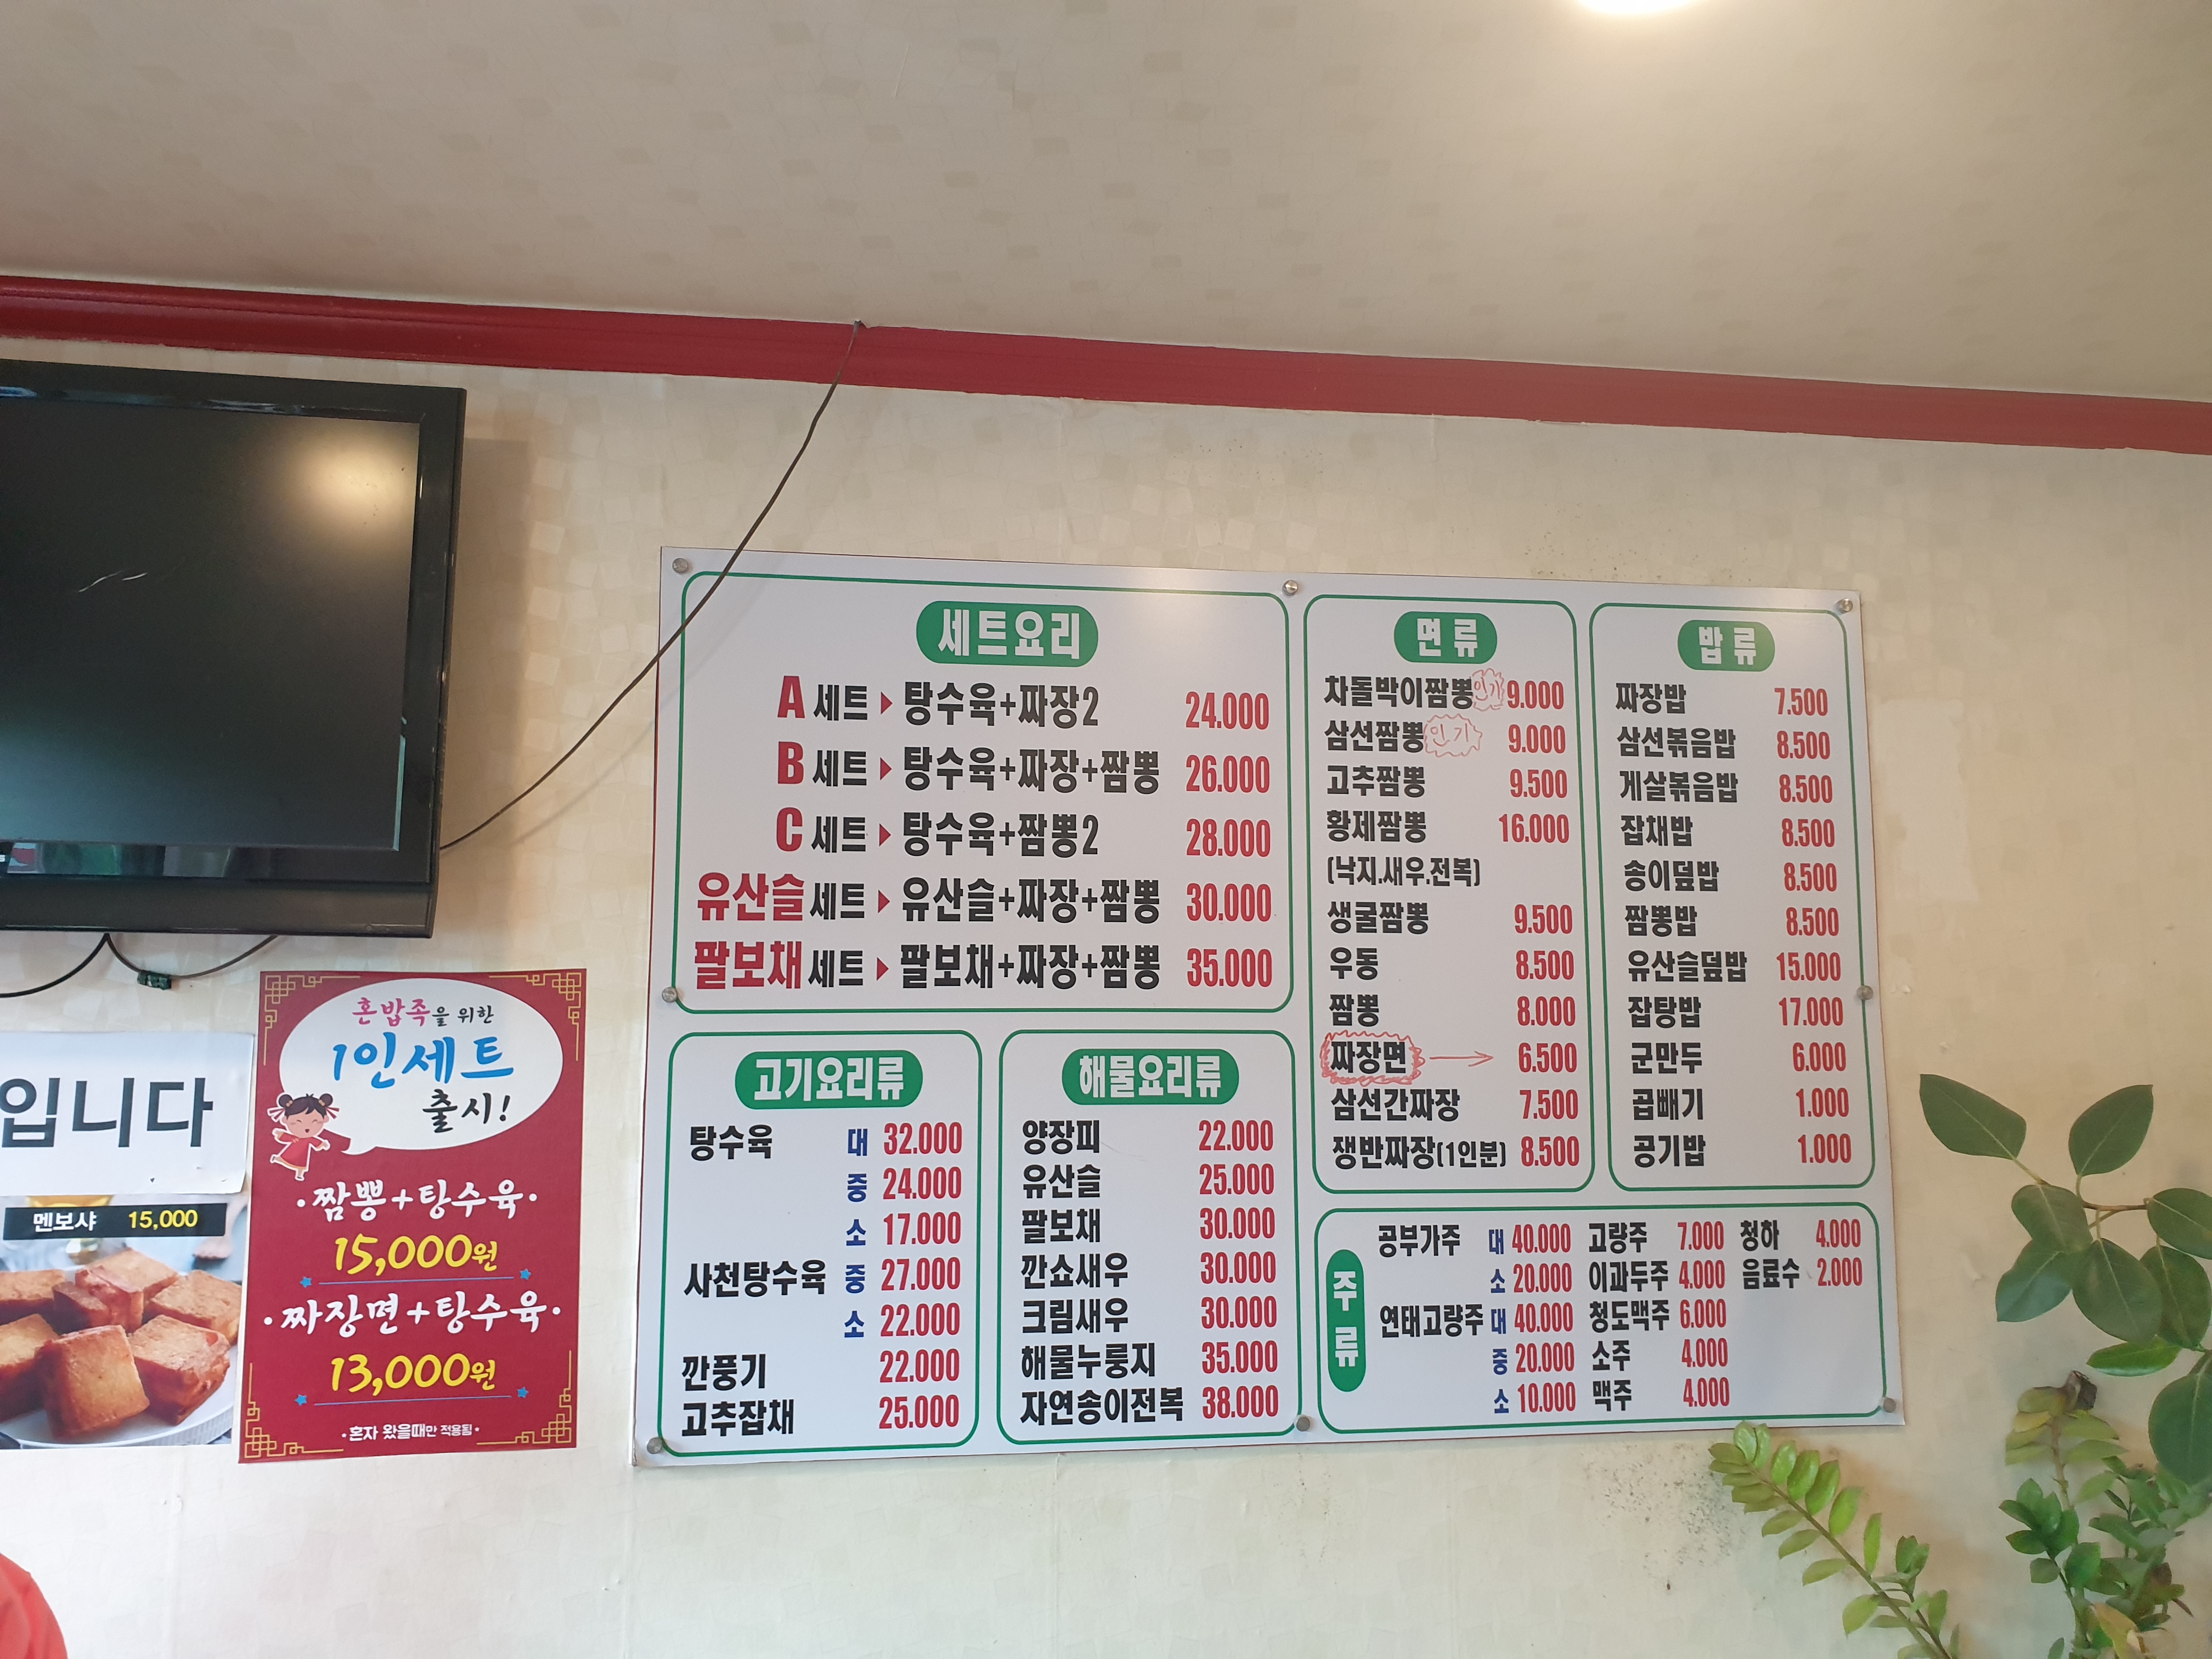 입니다
멘보샤 15,000
혼밥족을 위한
1인세트
출시!
·짬뽕+탕수육·
15,000원
·짜장면+탕수육·
13,000원
·혼자 왔을때만 적용됨·
세트요리
A 세트 ▶ 탕수육+짜장2 24.000
B 세트 ▶ 탕수육+짜장+짬뽕 26.000
C 세트 ▶ 탕수육+짬뽕2 28.000
유산슬 세트 ▶ 유산슬+짜장+짬뽕 30.000
팔보채 세트 ▶ 팔보채+짜장+짬뽕 35.000
고기요리류
탕수육 대 32.000
중 24.000
소 17.000
사천탕수육 중 27.000
소 22.000
깐풍기 22.000
고추잡채 25.000
해물요리류
양장피 22.000
유산슬 25.000
팔보채 30.000
깐쇼새우 30.000
크림새우 30.000
해물누룽지 35.000
자연송이전복 38.000
면류
차돌박이짬뽕 인기 9.000
삼선짬뽕 인기 9.000
고추짬뽕 9.500
황제짬뽕 16.000
(낙지.새우.전복)
생굴짬뽕 9.500
우동 8.500
짬뽕 8.000
짜장면 → 6.500
삼선간짜장 7.500
쟁반짜장(1인분) 8.500
밥류
짜장밥 7.500
삼선볶음밥 8.500
게살볶음밥 8.500
잡채밥 8.500
송이덮밥 8.500
짬뽕밥 8.500
유산슬덮밥 15.000
잡탕밥 17.000
군만두 6.000
곱빼기 1.000
공기밥 1.000
주류
공부가주 대 40.000 고량주 7.000 청하 4.000
소 20.000 이과두주 4.000 음료수 2.000
연태고량주 대 40.000 청도맥주 6.000
중 20.000 소주 4.000
소 10.000 맥주 4.000